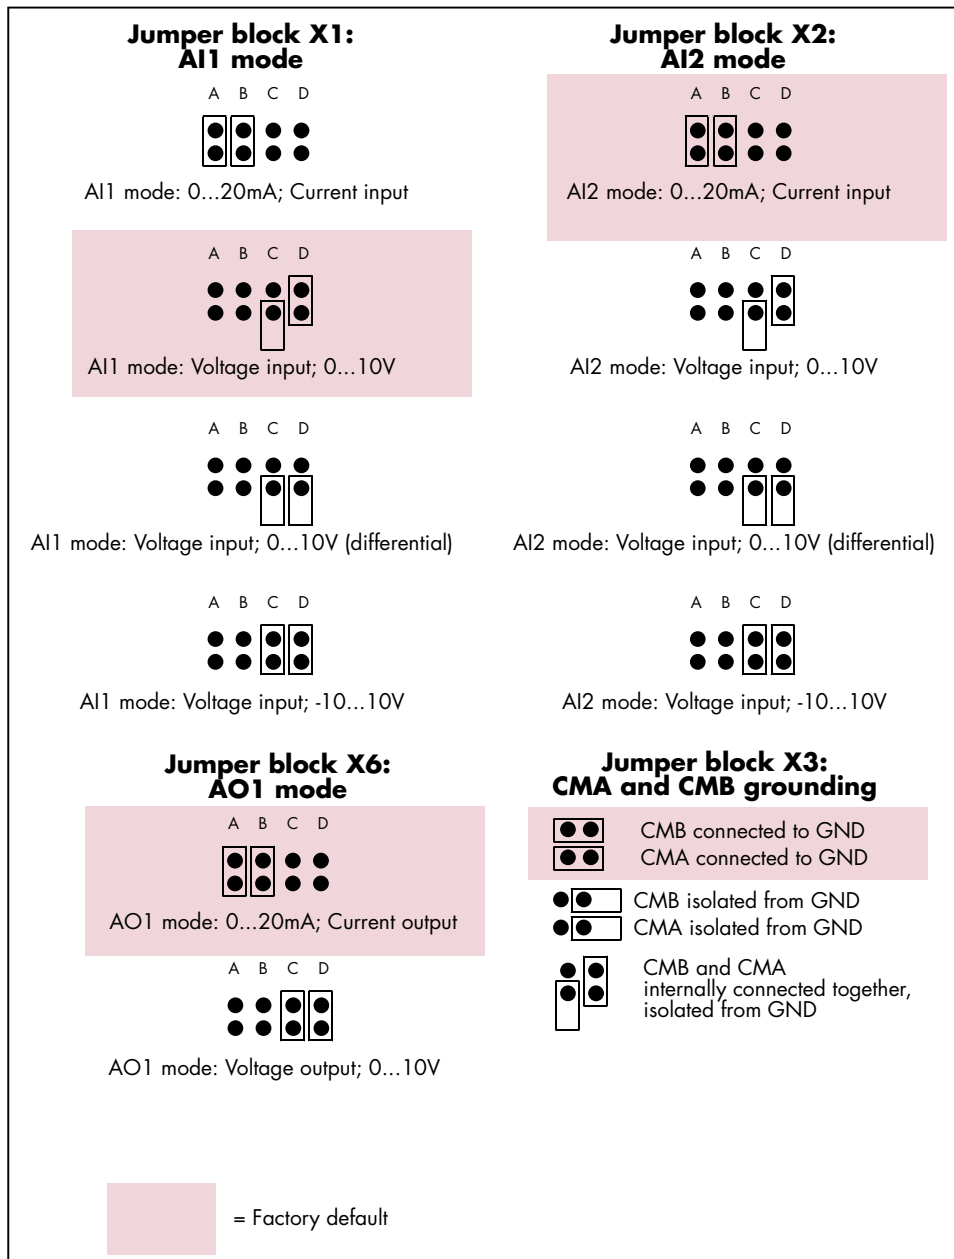 Jumper block X1:
AI1 mode
A B C D
AI1 mode: 0...20mA; Current input
A B C D
AI1 mode: Voltage input; 0...10V
A B C D
AI1 mode: Voltage input; 0...10V (differential)
A B C D
AI1 mode: Voltage input; -10...10V
Jumper block X2:
AI2 mode
A B C D
AI2 mode: 0...20mA; Current input
A B C D
AI2 mode: Voltage input; 0...10V
A B C D
AI2 mode: Voltage input; 0...10V (differential)
A B C D
AI2 mode: Voltage input; -10...10V
Jumper block X6:
AO1 mode
A B C D
AO1 mode: 0...20mA; Current output
A B C D
AO1 mode: Voltage output; 0...10V
Jumper block X3:
CMA and CMB grounding
CMB connected to GND
CMA connected to GND
CMB isolated from GND
CMA isolated from GND
CMB and CMA
internally connected together,
isolated from GND
= Factory default